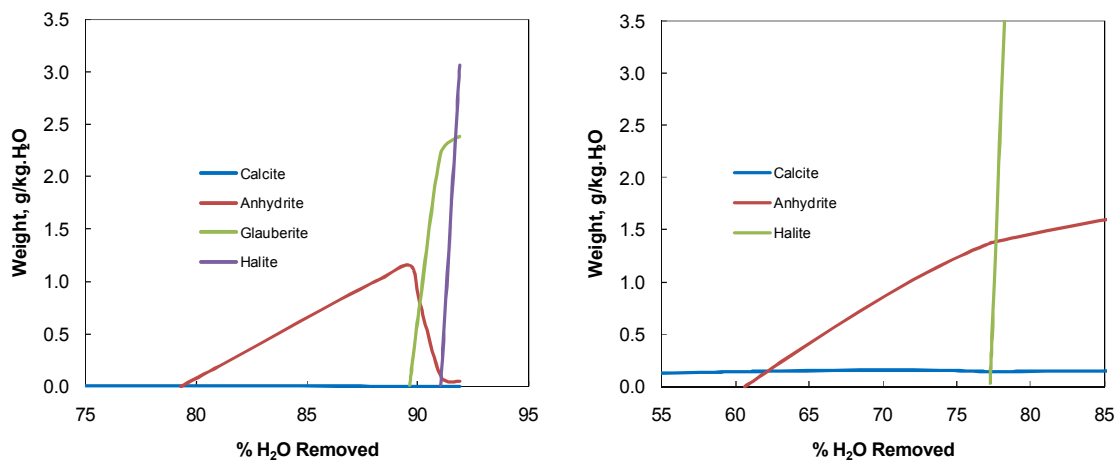 3.5
3.0
2.5
2.0
1.5
1.0
0.5
0.0
Weight, g/kg.H2O
Calcite
Anhydrite
Glauberite
Halite
75 80 85 90 95
% H2O Removed
3.5
3.0
2.5
2.0
1.5
1.0
0.5
0.0
Weight, g/kg.H2O
Calcite
Anhydrite
Halite
55 60 65 70 75 80 85
% H2O Removed